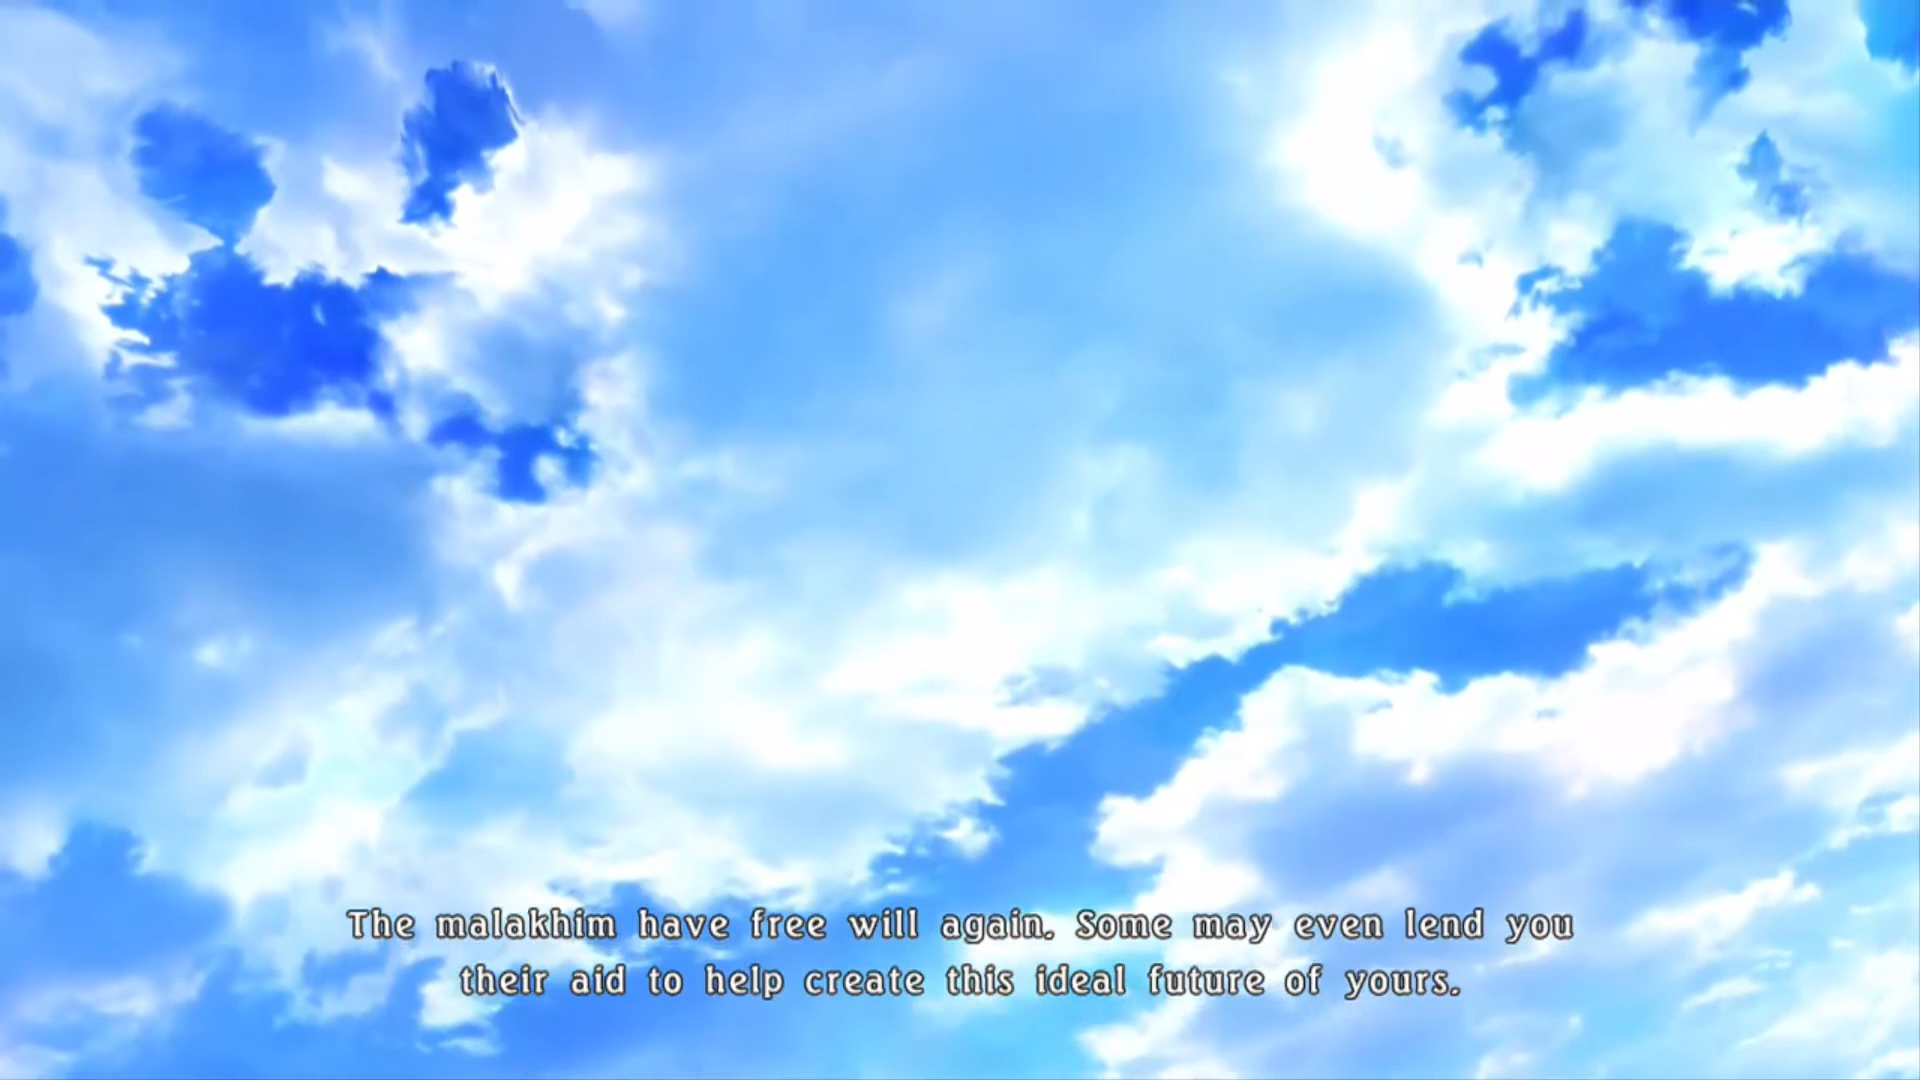 The malakhim have free will again. Some may even lend you
their aid to help create this ideal future of yours.